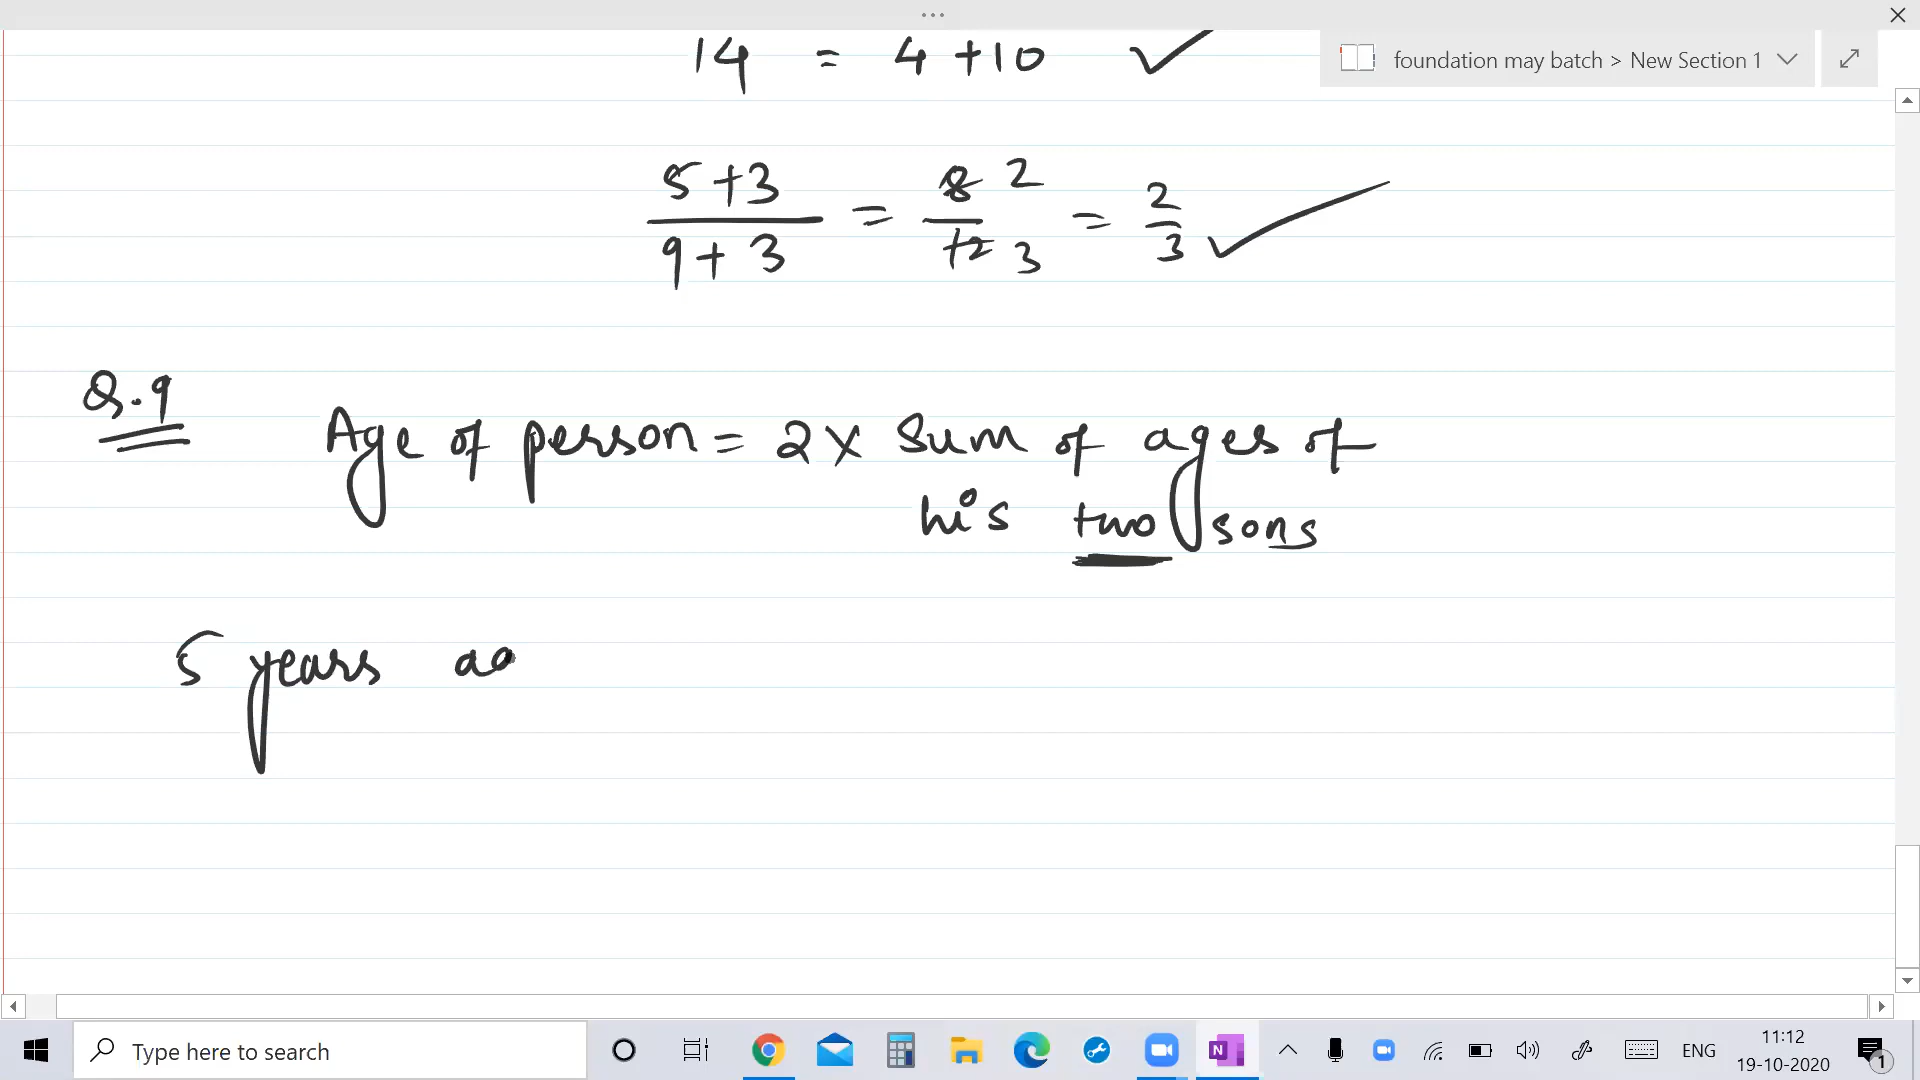 14 = 4 + 10 ✓
foundation may batch > New Section 1
5 + 3 / 9 + 3 = 8 2 / 12 3 = 2 / 3 ✓
Q.9
Age of person = 2 x Sum of ages of
his two sons
5 years
Type here to search
ENG
11:12
19-10-2020
1